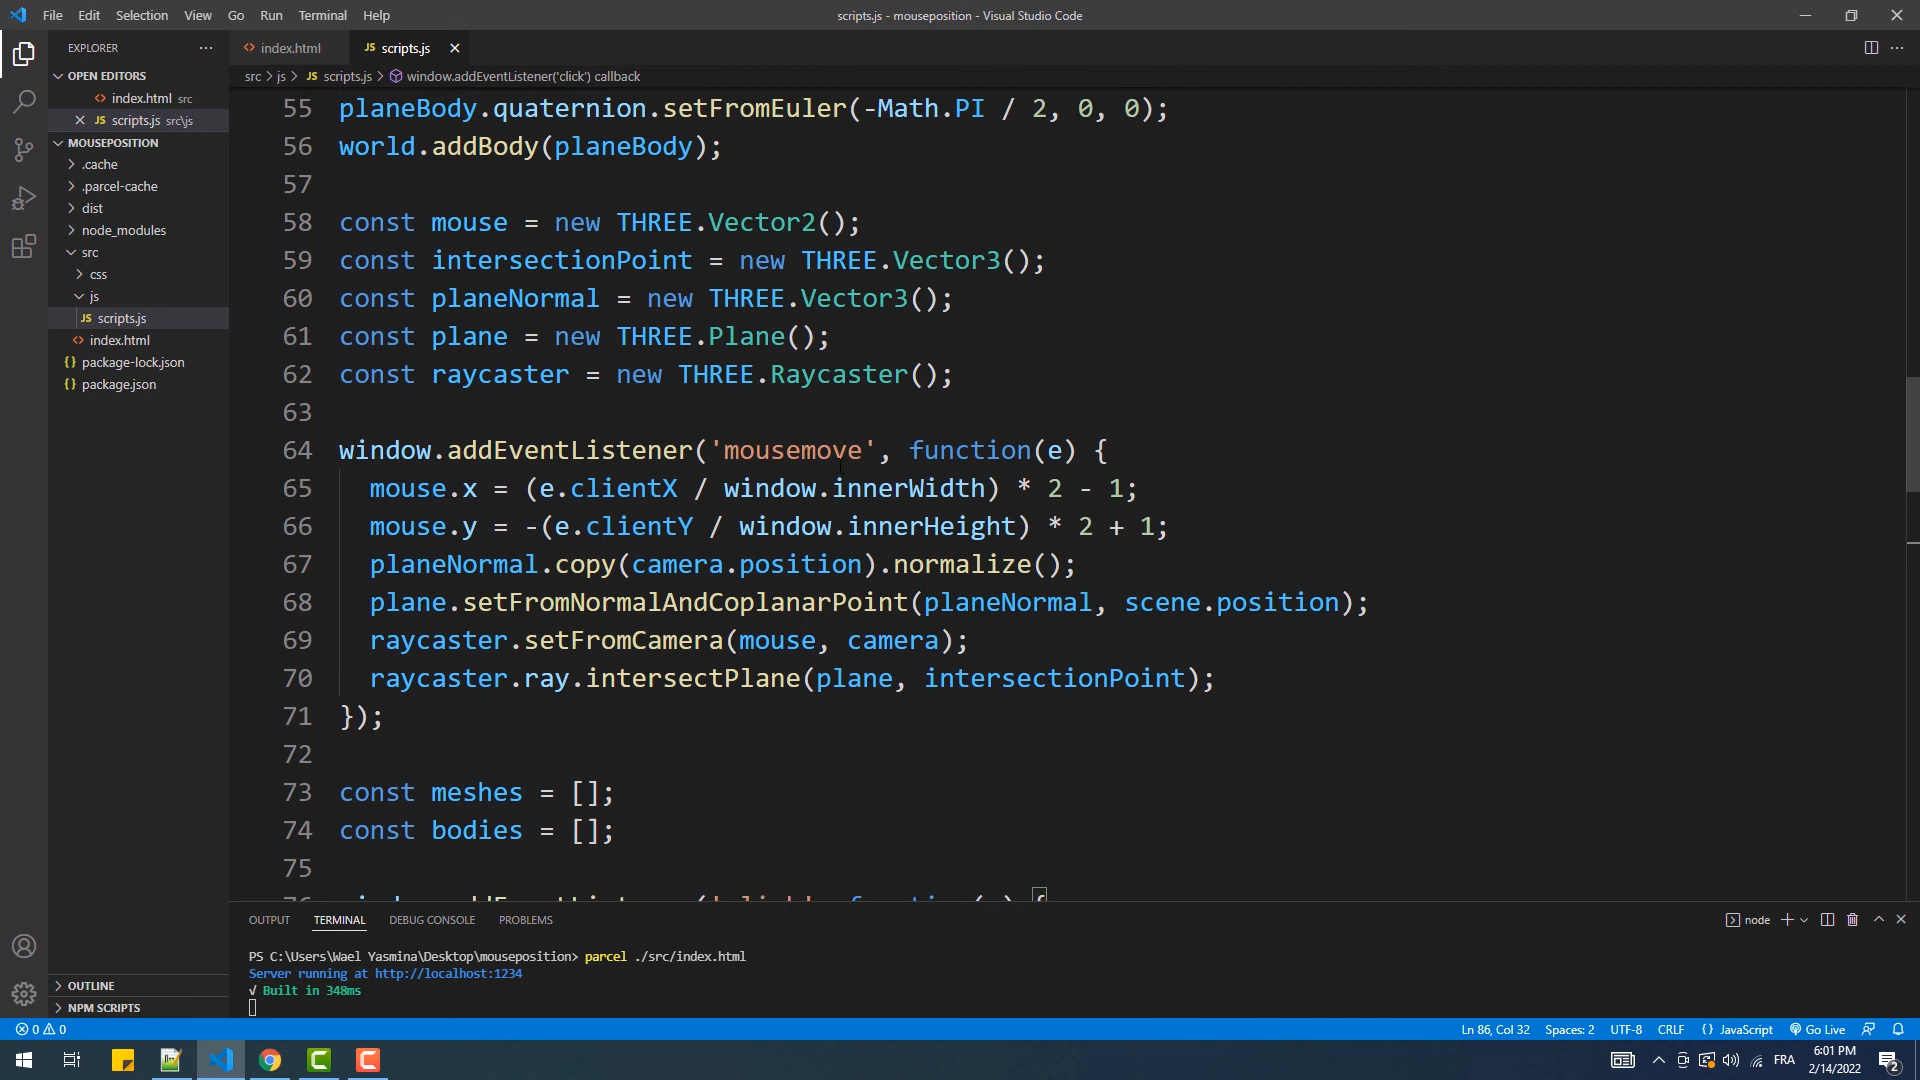 File Edit Selection View Go Run Terminal Help
scripts.js - mouseposition - Visual Studio Code
EXPLORER
OPEN EDITORS
index.html src
scripts.js src\js
MOUSEPOSITION
.cache
.parcel-cache
dist
node_modules
src
css
js
JS scripts.js
index.html
{} package-lock.json
{} package.json
OUTLINE
NPM SCRIPTS
index.html
JS scripts.js
src > js > JS scripts.js > window.addEventListener('click') callback
55 planeBody.quaternion.setFromEuler(-Math.PI / 2, 0, 0);
56 world.addBody(planeBody);
57
58 const mouse = new THREE.Vector2();
59 const intersectionPoint = new THREE.Vector3();
60 const planeNormal = new THREE.Vector3();
61 const plane = new THREE.Plane();
62 const raycaster = new THREE.Raycaster();
63
64 window.addEventListener('mousemove', function(e) {
65 mouse.x = (e.clientX / window.innerWidth) * 2 - 1;
66 mouse.y = -(e.clientY / window.innerHeight) * 2 + 1;
67 planeNormal.copy(camera.position).normalize();
68 plane.setFromNormalAndCoplanarPoint(planeNormal, scene.position);
69 raycaster.setFromCamera(mouse, camera);
70 raycaster.ray.intersectPlane(plane, intersectionPoint);
71 });
72
73 const meshes = [];
74 const bodies = [];
75
OUTPUT TERMINAL DEBUG CONSOLE PROBLEMS
node
PS C:\Users\Wael Yasmina\Desktop\mouseposition> parcel ./src/index.html
Server running at http://localhost:1234
√ Built in 348ms
0 0
Ln 86, Col 32 Spaces: 2 UTF-8 CRLF {} JavaScript Go Live
FRA
6:01 PM
2/14/2022
2